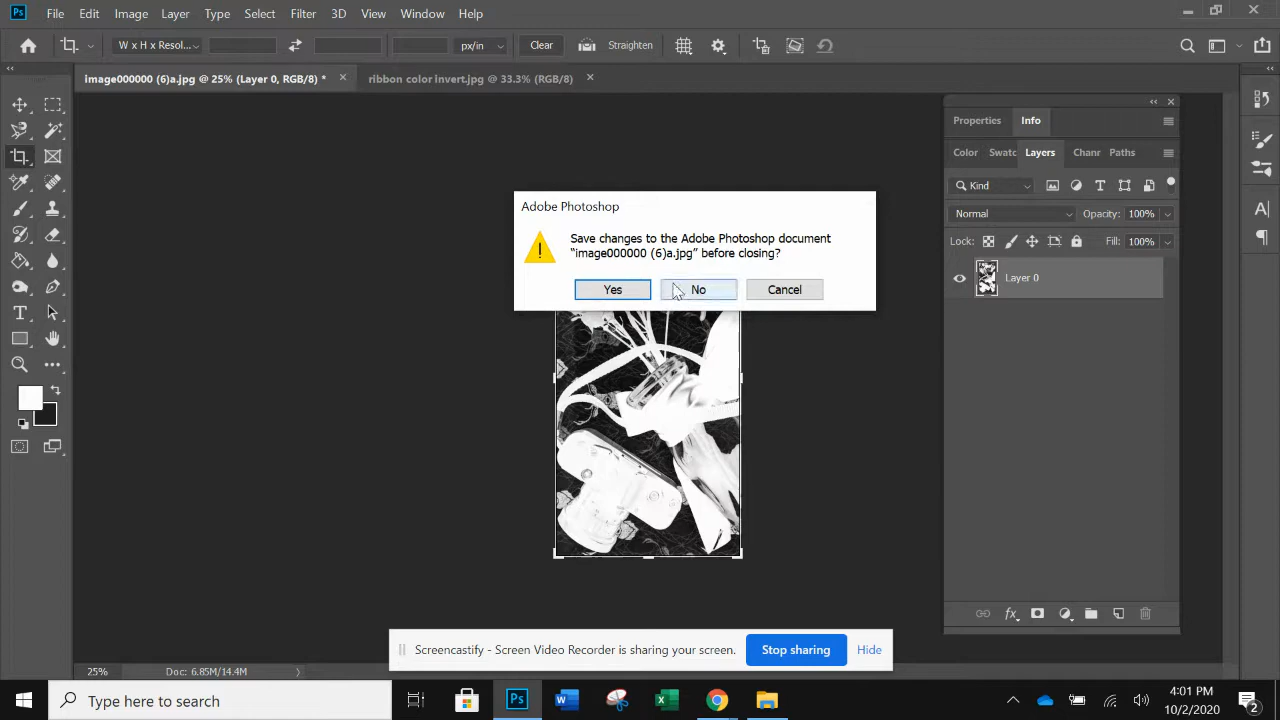 Ps File Edit Image Layer Type Select Filter 3D View Window Help
W x H x Resol... px/in Clear Straighten
image000000 (6)a.jpg @ 25% (Layer 0, RGB/8) * ribbon color invert.jpg @ 33.3% (RGB/8)
Properties Info
Color Swatc Layers Chanr Paths
Kind
Normal Opacity: 100%
Lock: Fill: 100%
Layer 0
Adobe Photoshop
Save changes to the Adobe Photoshop document
“image000000 (6)a.jpg” before closing?
Yes No Cancel
Screencastify - Screen Video Recorder is sharing your screen. Stop sharing Hide
25% Doc: 6.85M/14.4M
Type here to search
Ps
4:01 PM
10/2/2020
2